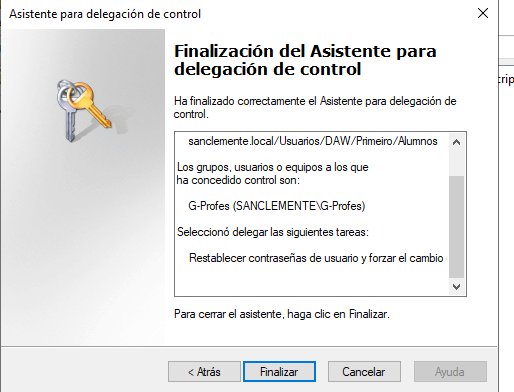 Asistente para delegación de control
Finalización del Asistente para
delegación de control
Ha finalizado correctamente el Asistente para delegación de
control.
sanclemente.local/Usuarios/DAW/Primero/Alumnos
Los grupos, usuarios o equipos a los que
ha concedido control son:
G-Profes (SANCLEMENTE\G-Profes)
Seleccionó delegar las siguientes tareas:
Restablecer contraseñas de usuario y forzar el cambio
Para cerrar el asistente, haga clic en Finalizar.
< Atrás
Finalizar
Cancelar
Ayuda
crip